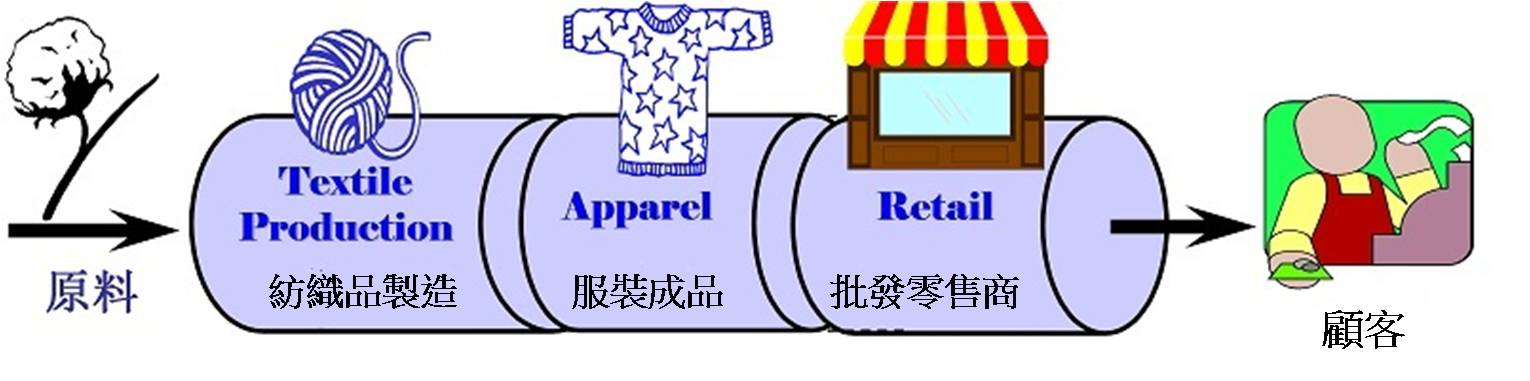 原料
Textile
Production
紡織品製造
Apparel
服裝成品
Retail
批發零售商
顧客